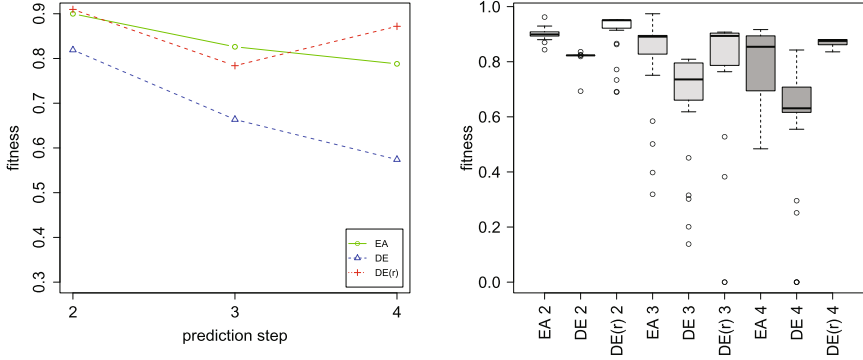 0.9
0.8
0.7
0.6
0.5
0.4
0.3
fitness
2
3
4
prediction step
EA
DE
DE(r)
1.0
0.8
0.6
0.4
0.2
0.0
fitness
EA 2
DE 2
DE(r) 2
EA 3
DE 3
DE(r) 3
EA 4
DE 4
DE(r) 4